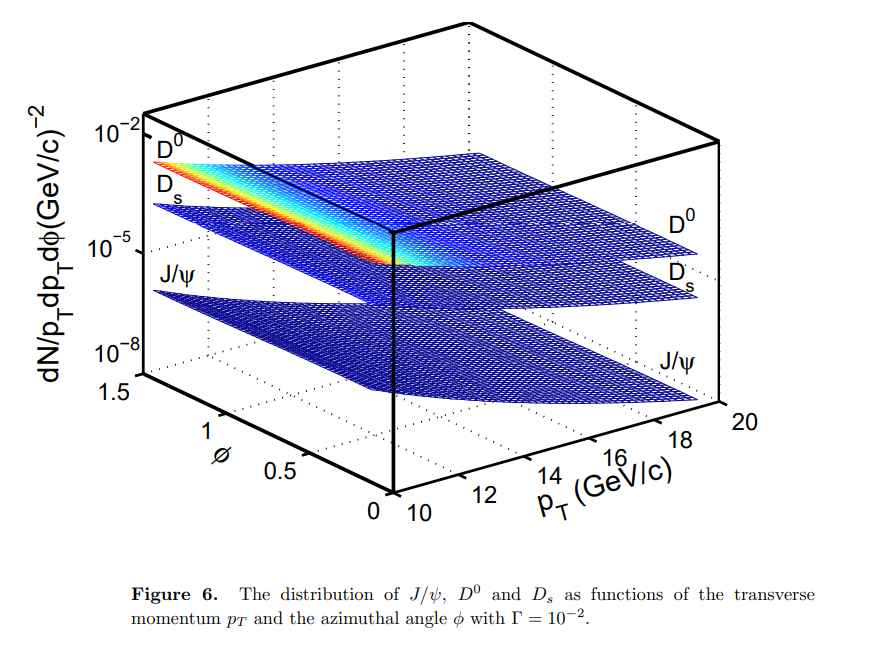 dN/p_T dp_T dϕ(GeV/c)^−2
10^−2
D^0
D_s
10^−5
J/ψ
10^−8
D^0
D_s
J/ψ
1.5
1
ϕ
0.5
0
10
12
14
16
18
20
p_T (GeV/c)
Figure 6. The distribution of J/ψ, D^0 and D_s as functions of the transverse
momentum p_T and the azimuthal angle ϕ with Γ = 10^−2.